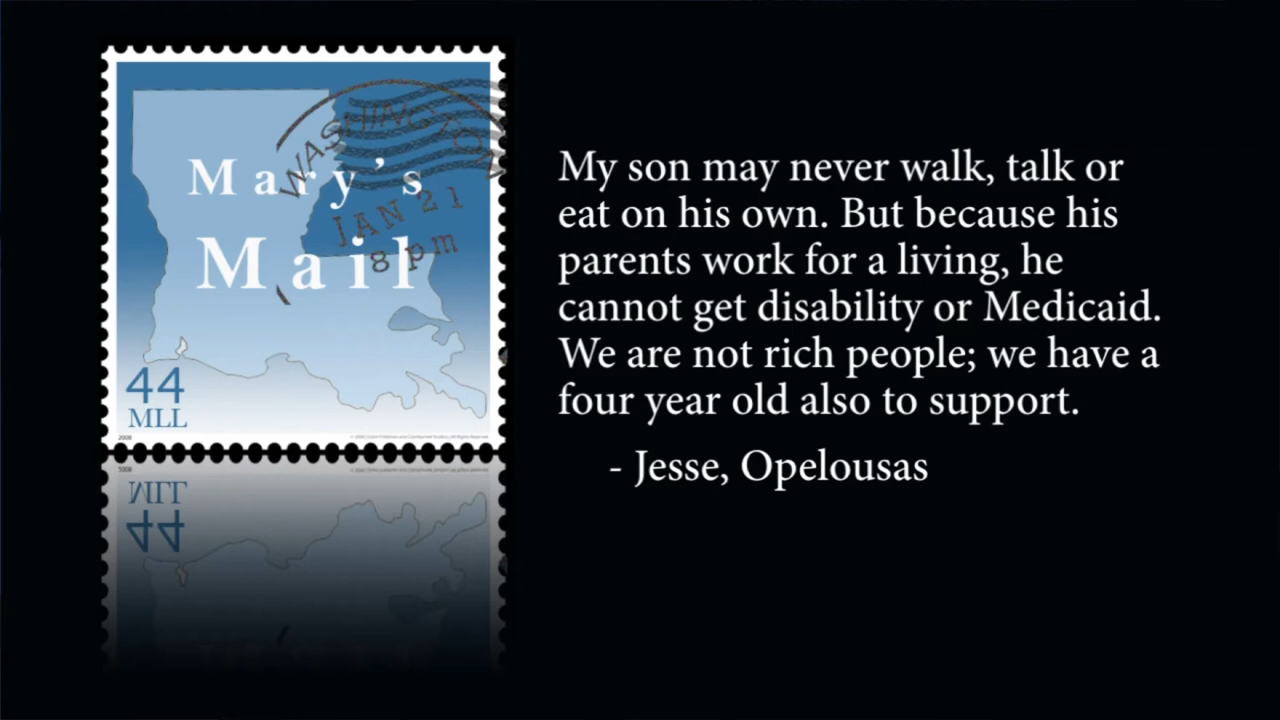 WASHINGTON
Mary's
JAN 21
8 pm
Mail
44
MLL
2008
My son may never walk, talk or
eat on his own. But because his
parents work for a living, he
cannot get disability or Medicaid.
We are not rich people; we have a
four year old also to support.
- Jesse, Opelousas